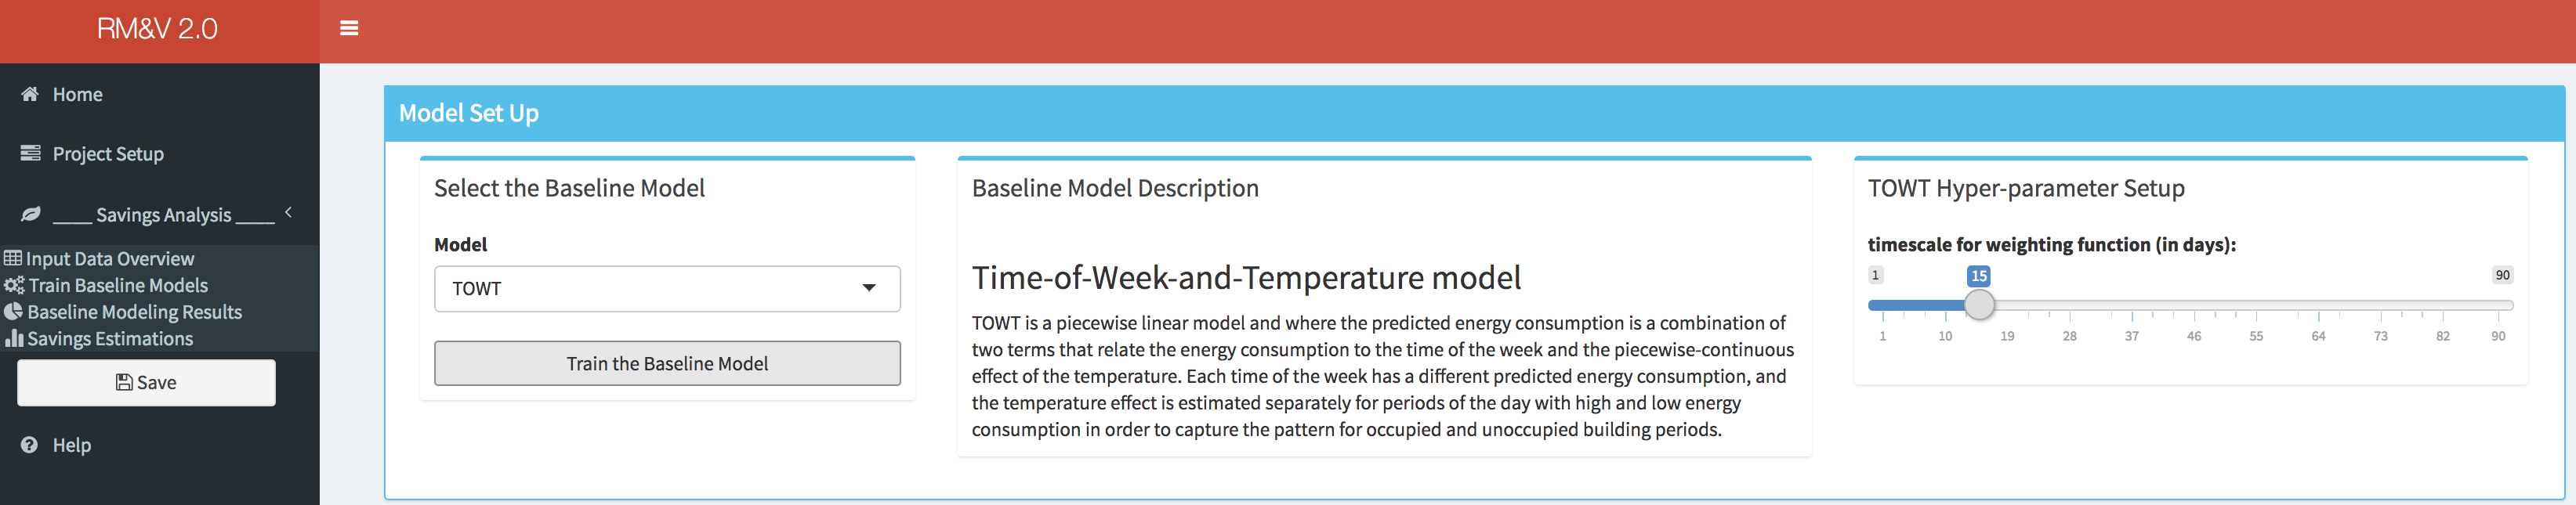 RM&V 2.0
Home
Project Setup
____ Savings Analysis ____
Input Data Overview
Train Baseline Models
Baseline Modeling Results
Savings Estimations
Save
Help
Model Set Up
Select the Baseline Model
Model
TOWT
Train the Baseline Model
Baseline Model Description
Time-of-Week-and-Temperature model
TOWT is a piecewise linear model and where the predicted energy consumption is a combination of
two terms that relate the energy consumption to the time of the week and the piecewise-continuous
effect of the temperature. Each time of the week has a different predicted energy consumption, and
the temperature effect is estimated separately for periods of the day with high and low energy
consumption in order to capture the pattern for occupied and unoccupied building periods.
TOWT Hyper-parameter Setup
timescale for weighting function (in days):
1 15 90
1 10 19 28 37 46 55 64 73 82 90